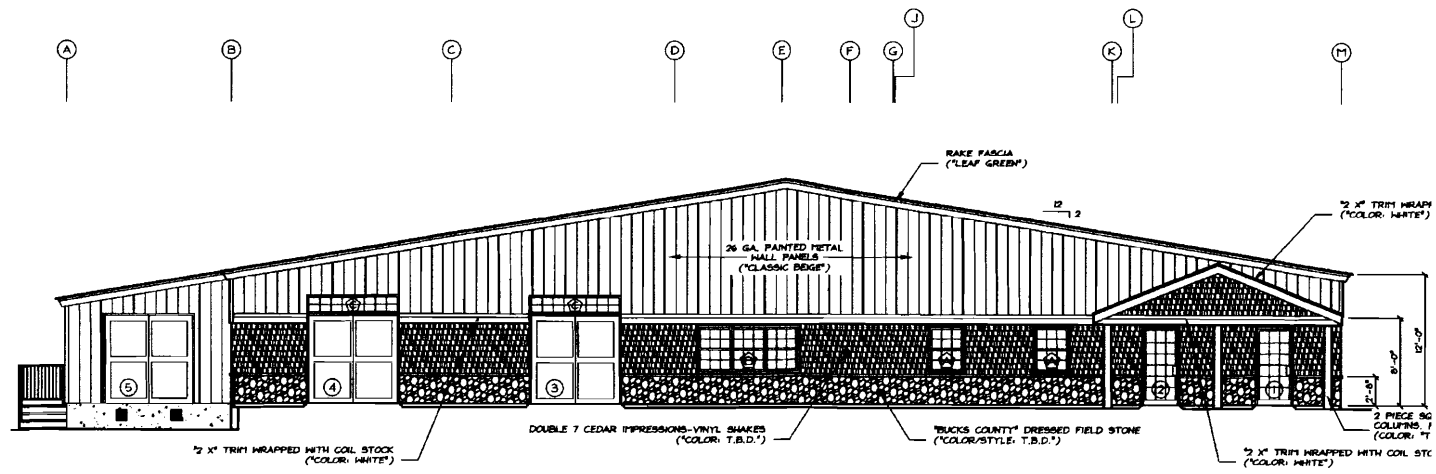 J
L
A
B
C
D
E
F
G
K
M
RAKE FASCIA
("LEAF GREEN")
12
2
"2 X" TRIM WRAPP
("COLOR: WHITE")
26 GA. PAINTED METAL
WALL PANELS
("CLASSIC BEIGE")
12'-0"
8'-0"
2'-8"
5
4
3
2
1
2 PIECE SQ
COLUMNS,
(COLOR: "T
DOUBLE 7 CEDAR IMPRESSIONS-VINYL SHAKES
("COLOR: T.B.D.")
"BUCKS COUNTY" DRESSED FIELD STONE
("COLOR/STYLE: T.B.D.")
"2 X" TRIM WRAPPED WITH COIL STOCK
("COLOR: WHITE")
"2 X" TRIM WRAPPED WITH COIL STO
("COLOR: WHITE")